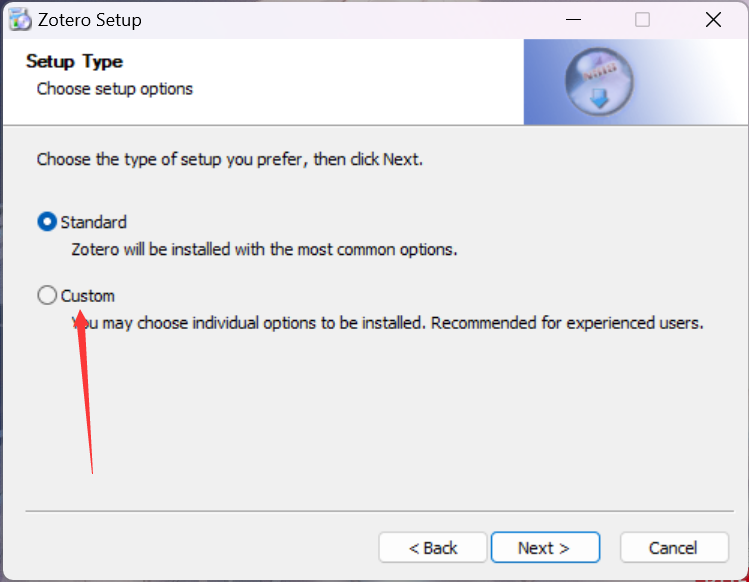 Zotero Setup
Setup Type
Choose setup options
Choose the type of setup you prefer, then click Next.
Standard
Zotero will be installed with the most common options.
Custom
You may choose individual options to be installed. Recommended for experienced users.
< Back
Next >
Cancel